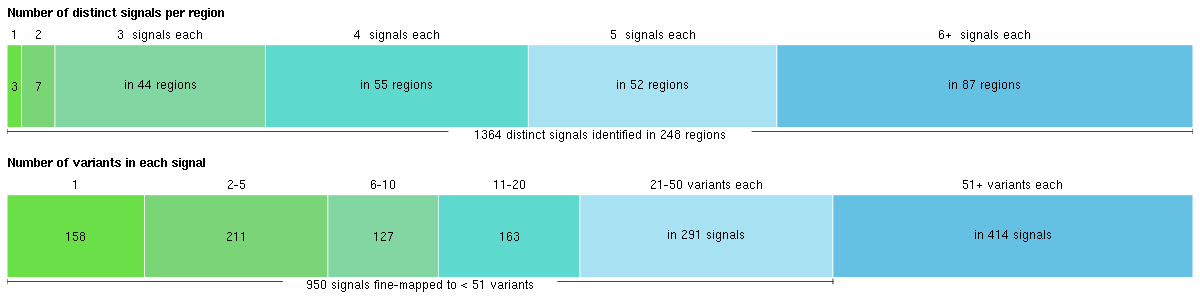 Number of distinct signals per region
1 2 3 signals each 4 signals each 5 signals each 6+ signals each
3 7 in 44 regions in 55 regions in 52 regions in 87 regions
1364 distinct signals identified in 248 regions
Number of variants in each signal
1 2-5 6-10 11-20 21-50 variants each 51+ variants each
158 211 127 163 in 291 signals in 414 signals
950 signals fine-mapped to < 51 variants